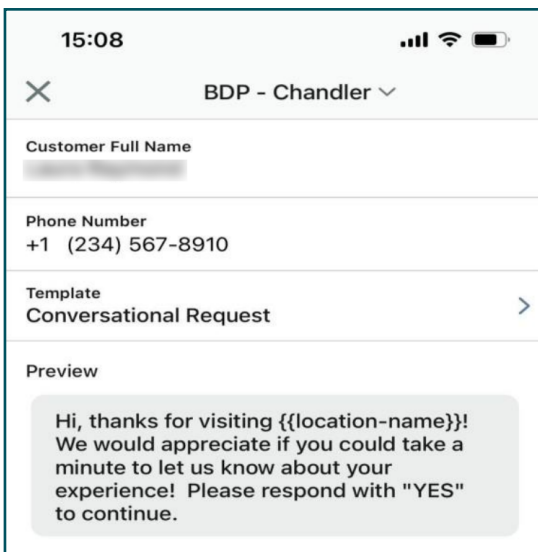 15:08
BDP - Chandler
Customer Full Name
Phone Number
+1 (234) 567-8910
Template
Conversational Request
Preview
Hi, thanks for visiting {{location-name}}!
We would appreciate if you could take a
minute to let us know about your
experience! Please respond with "YES"
to continue.